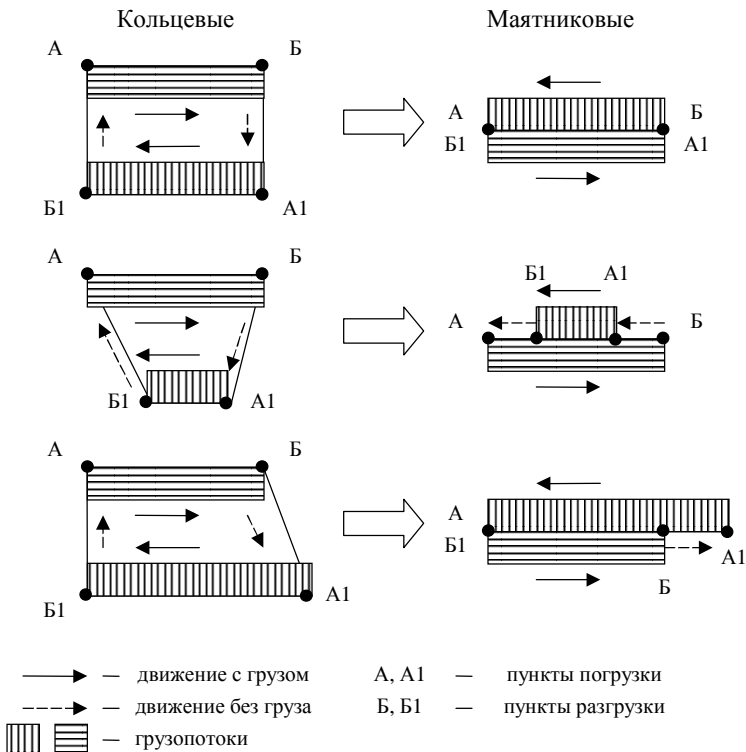 Кольцевые
Маятниковые
А
Б
Б1
А1
А
Б
Б1
А1
А
Б
Б1
А1
Б1
А1
А
Б
А
Б
Б1
А1
А
Б1
А1
Б
— движение с грузом
А, А1 — пункты погрузки
— движение без груза
Б, Б1 — пункты разгрузки
— грузопотоки